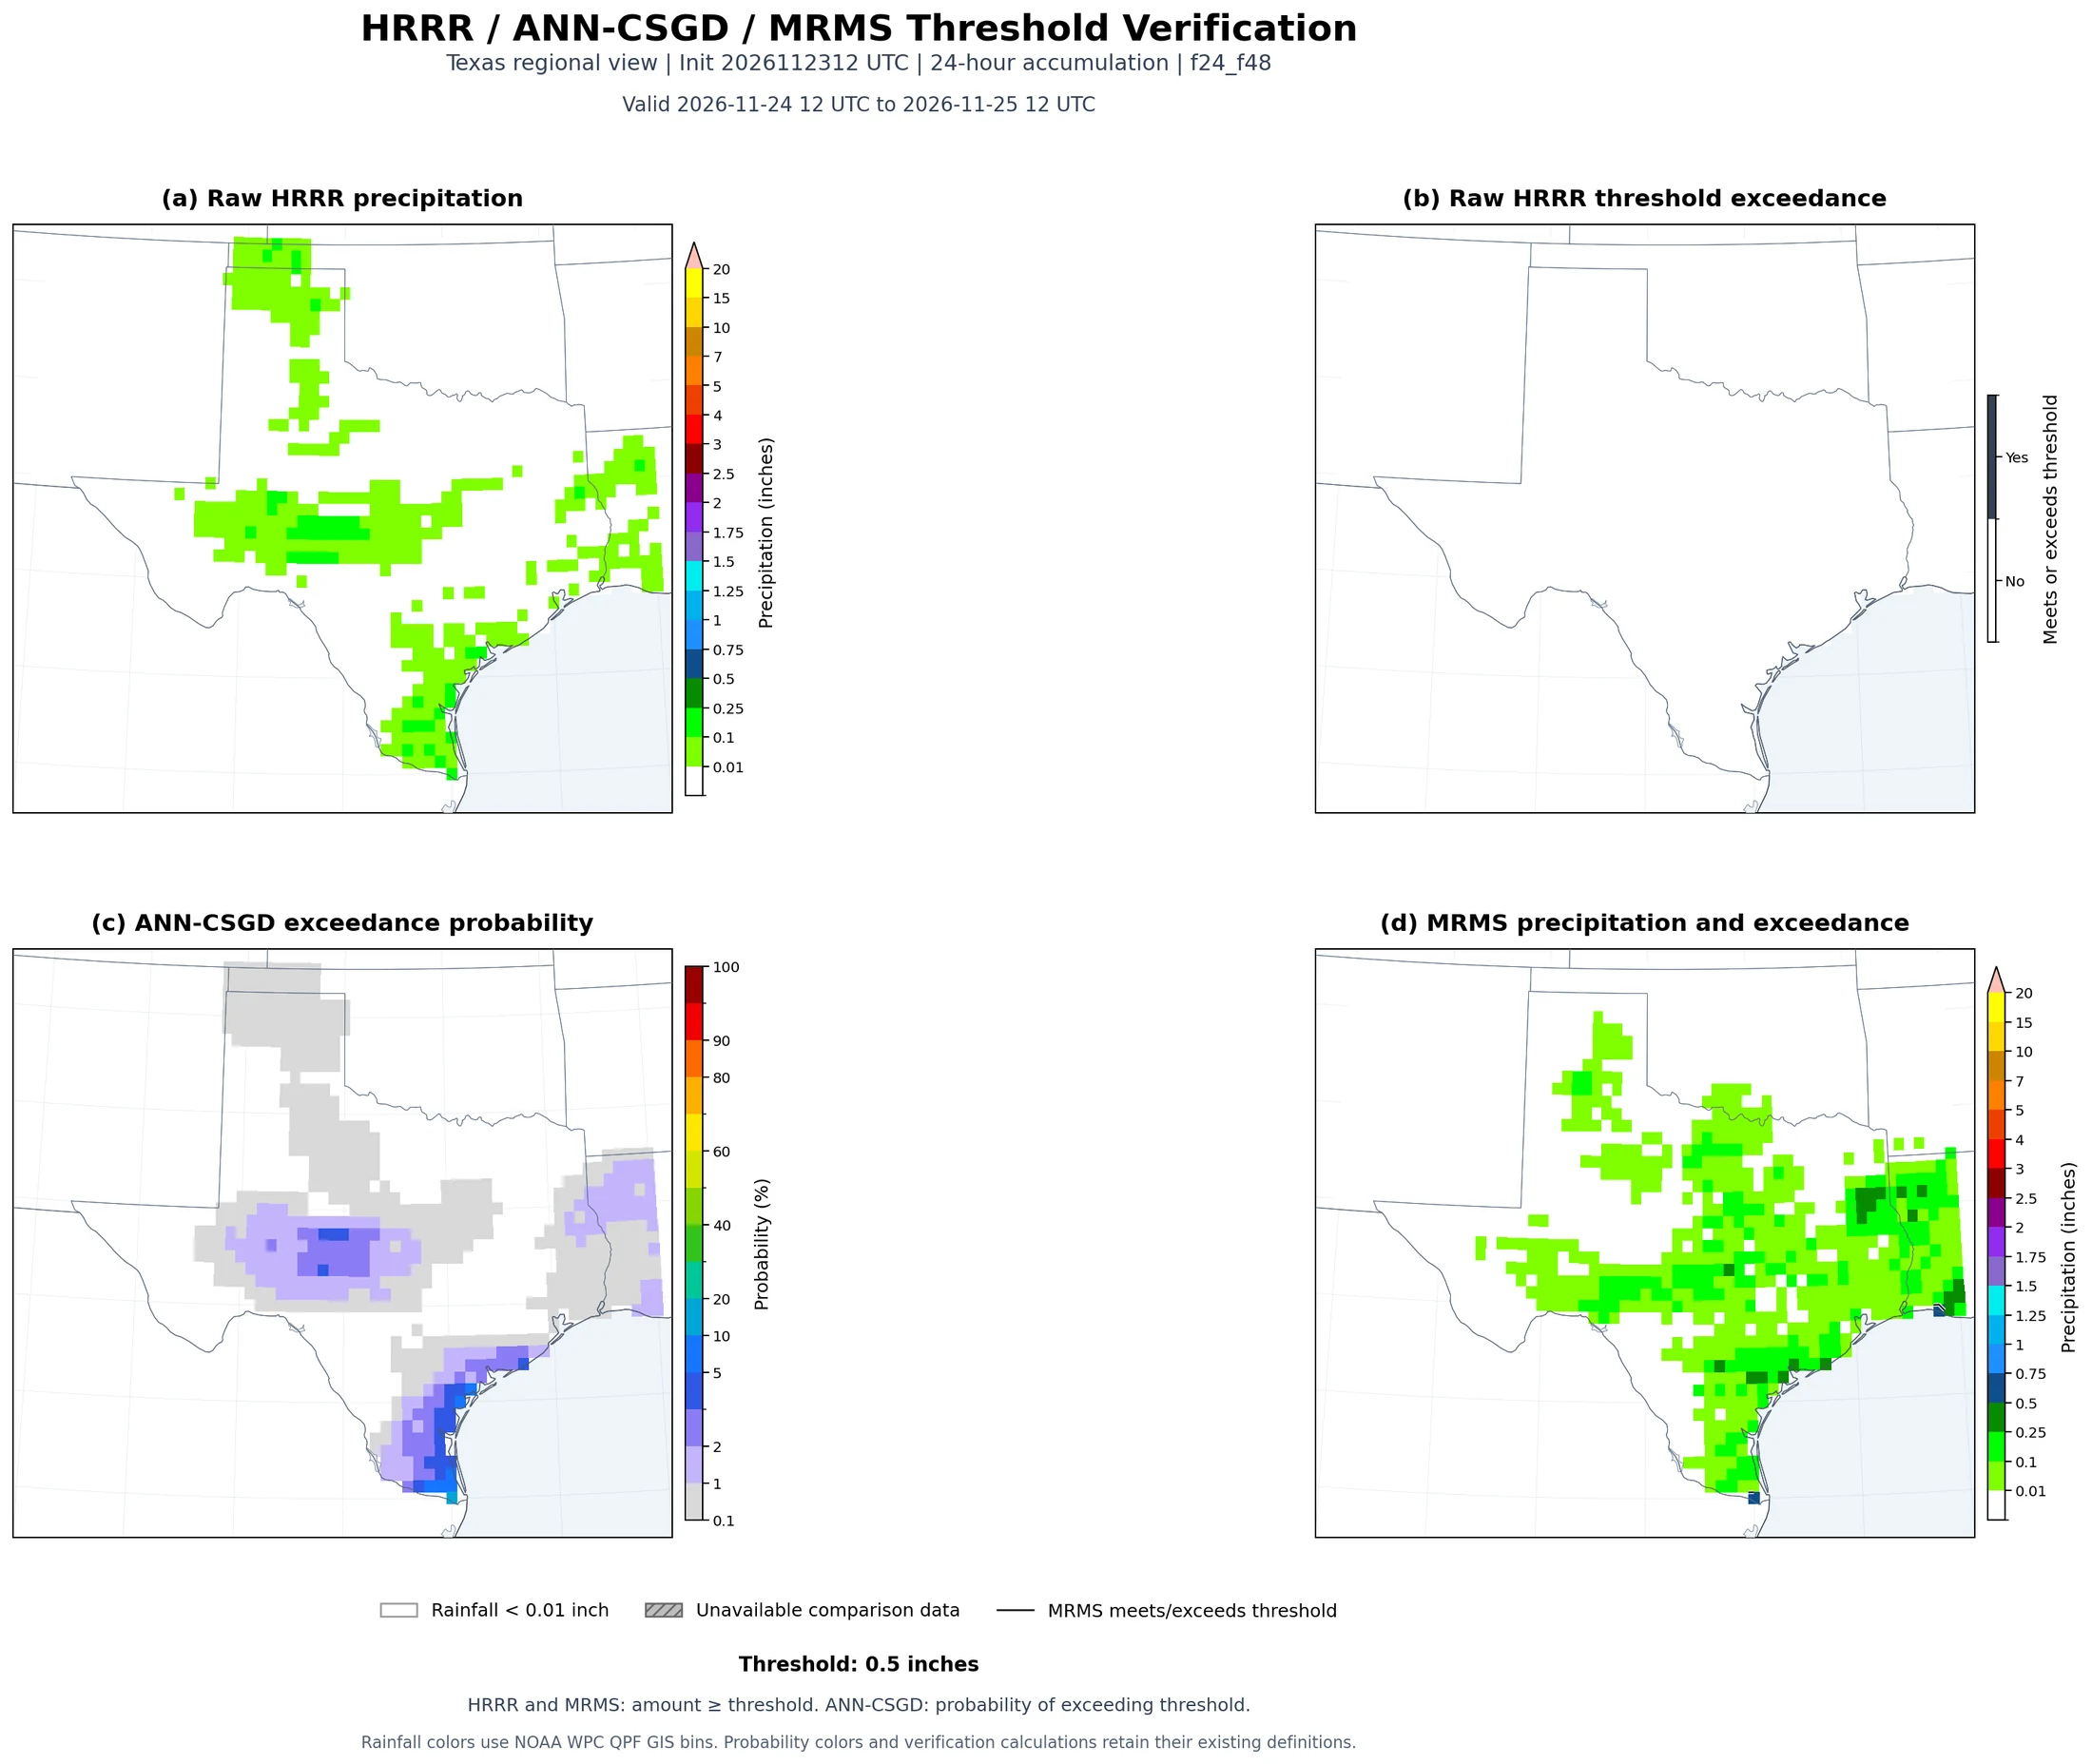 HRRR / ANN-CSGD / MRMS Threshold Verification
Texas regional view | Init 2026112312 UTC | 24-hour accumulation | f24_f48
Valid 2026-11-24 12 UTC to 2026-11-25 12 UTC
(a) Raw HRRR precipitation
20
15
10
7
5
4
3
2.5
2
1.75
1.5
1.25
1
0.75
0.5
0.25
0.1
0.01
Precipitation (inches)
(b) Raw HRRR threshold exceedance
Yes
No
Meets or exceeds threshold
(c) ANN-CSGD exceedance probability
100
90
80
60
40
20
10
5
2
1
0.1
Probability (%)
(d) MRMS precipitation and exceedance
20
15
10
7
5
4
3
2.5
2
1.75
1.5
1.25
1
0.75
0.5
0.25
0.1
0.01
Precipitation (inches)
Rainfall < 0.01 inch
Unavailable comparison data
MRMS meets/exceeds threshold
Threshold: 0.5 inches
HRRR and MRMS: amount ≥ threshold. ANN-CSGD: probability of exceeding threshold.
Rainfall colors use NOAA WPC QPF GIS bins. Probability colors and verification calculations retain their existing definitions.